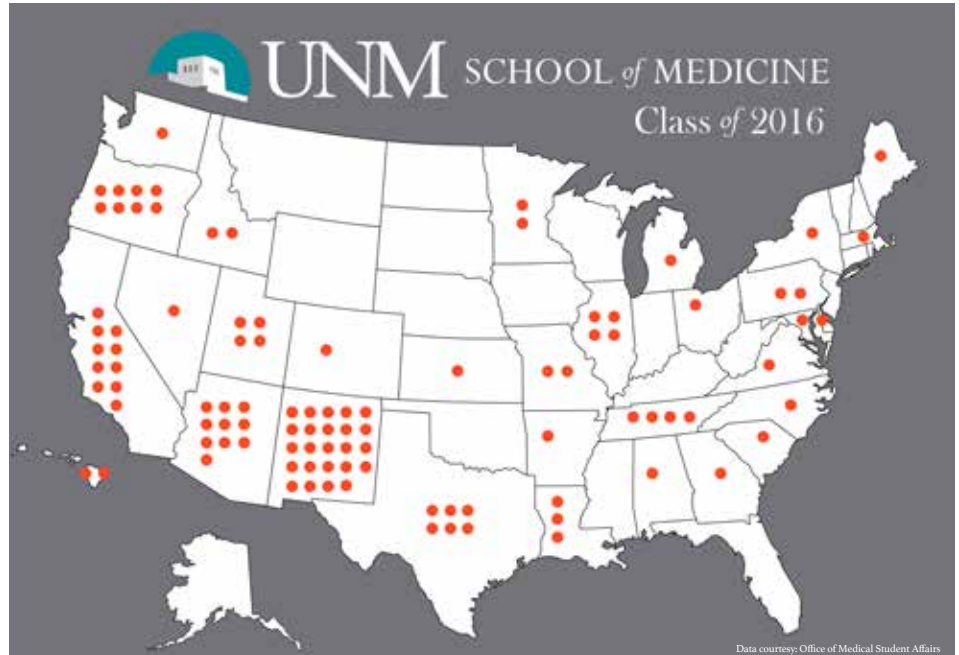 UNM SCHOOL of MEDICINE
Class of 2016
Data courtesy: Office of Medical Student Affairs